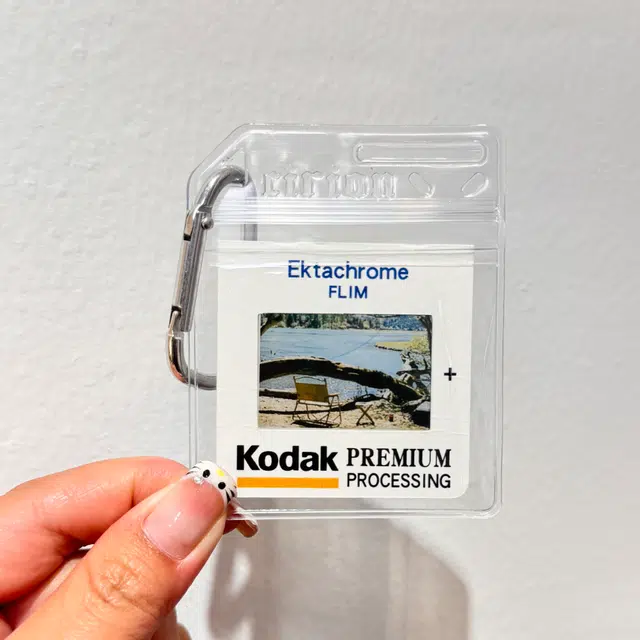 Ektachrome
FLIM
+
Kodak PREMIUM
PROCESSING